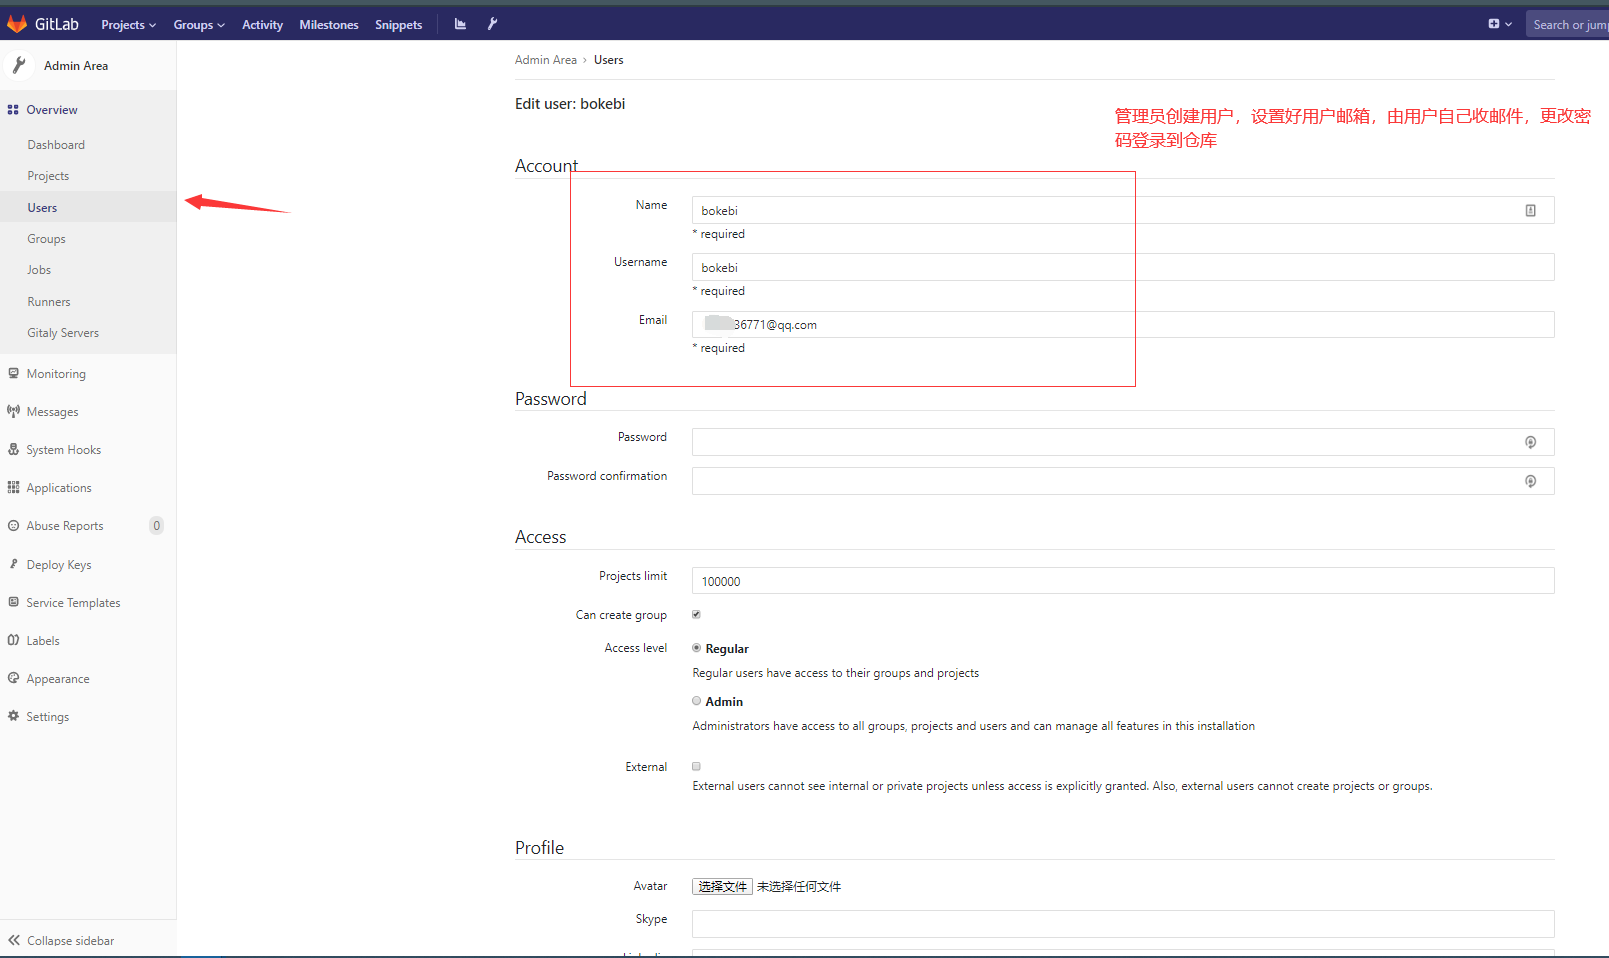 GitLab Projects Groups Activity Milestones Snippets Search or jump
Admin Area
Overview
Dashboard
Projects
Users
Groups
Jobs
Runners
Gitaly Servers
Monitoring
Messages
System Hooks
Applications
Abuse Reports 0
Deploy Keys
Service Templates
Labels
Appearance
Settings
Collapse sidebar
Admin Area › Users
Edit user: bokebi
管理员创建用户，设置好用户邮箱，由用户自己收邮件，更改密
码登录到仓库
Account
Name bokebi
* required
Username bokebi
* required
Email 36771@qq.com
* required
Password
Password
Password confirmation
Access
Projects limit 100000
Can create group
Access level Regular
Regular users have access to their groups and projects
Admin
Administrators have access to all groups, projects and users and can manage all features in this installation
External
External users cannot see internal or private projects unless access is explicitly granted. Also, external users cannot create projects or groups.
Profile
Avatar 选择文件 未选择任何文件
Skype